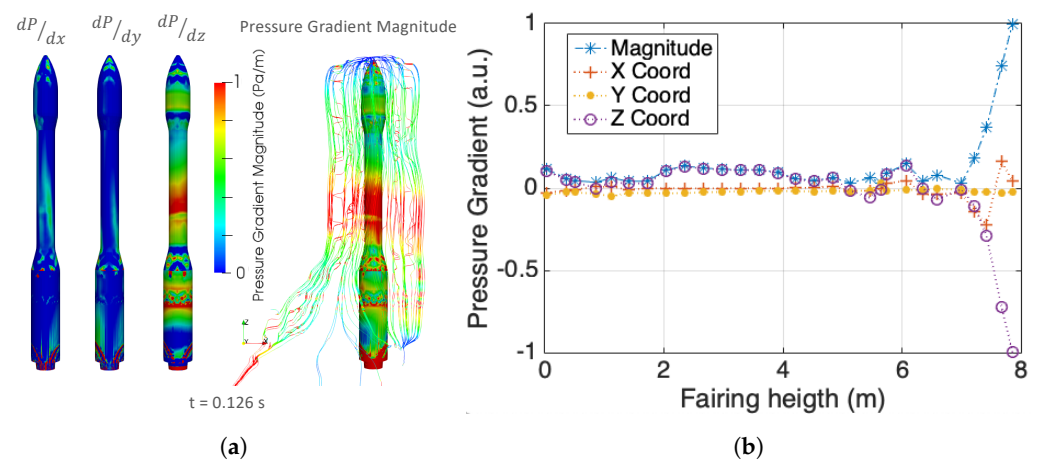 dP/dx
dP/dy
dP/dz
Pressure Gradient Magnitude
1
Pressure Gradient Magnitude (Pa/m)
0
Z
Y
X
t = 0.126 s
(a)
Pressure Gradient (a.u.)
1
0.5
0
-0.5
-1
Magnitude
X Coord
Y Coord
Z Coord
0
2
4
6
8
Fairing heigth (m)
(b)